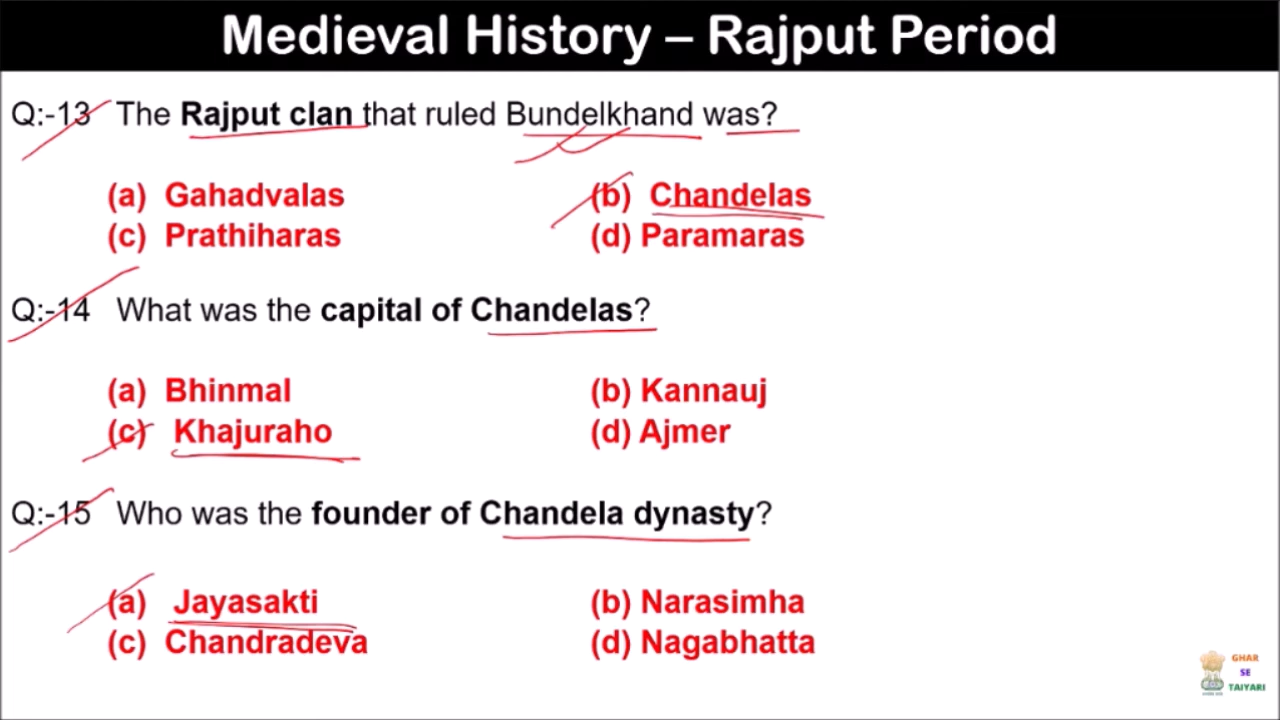 Medieval History – Rajput Period
Q:-13 The Rajput clan that ruled Bundelkhand was?
(a) Gahadvalas (b) Chandelas
(c) Prathiharas (d) Paramaras
Q:-14 What was the capital of Chandelas?
(a) Bhinmal (b) Kannauj
(c) Khajuraho (d) Ajmer
Q:-15 Who was the founder of Chandela dynasty?
(a) Jayasakti (b) Narasimha
(c) Chandradeva (d) Nagabhatta
GHAR
SE
TAIYARI